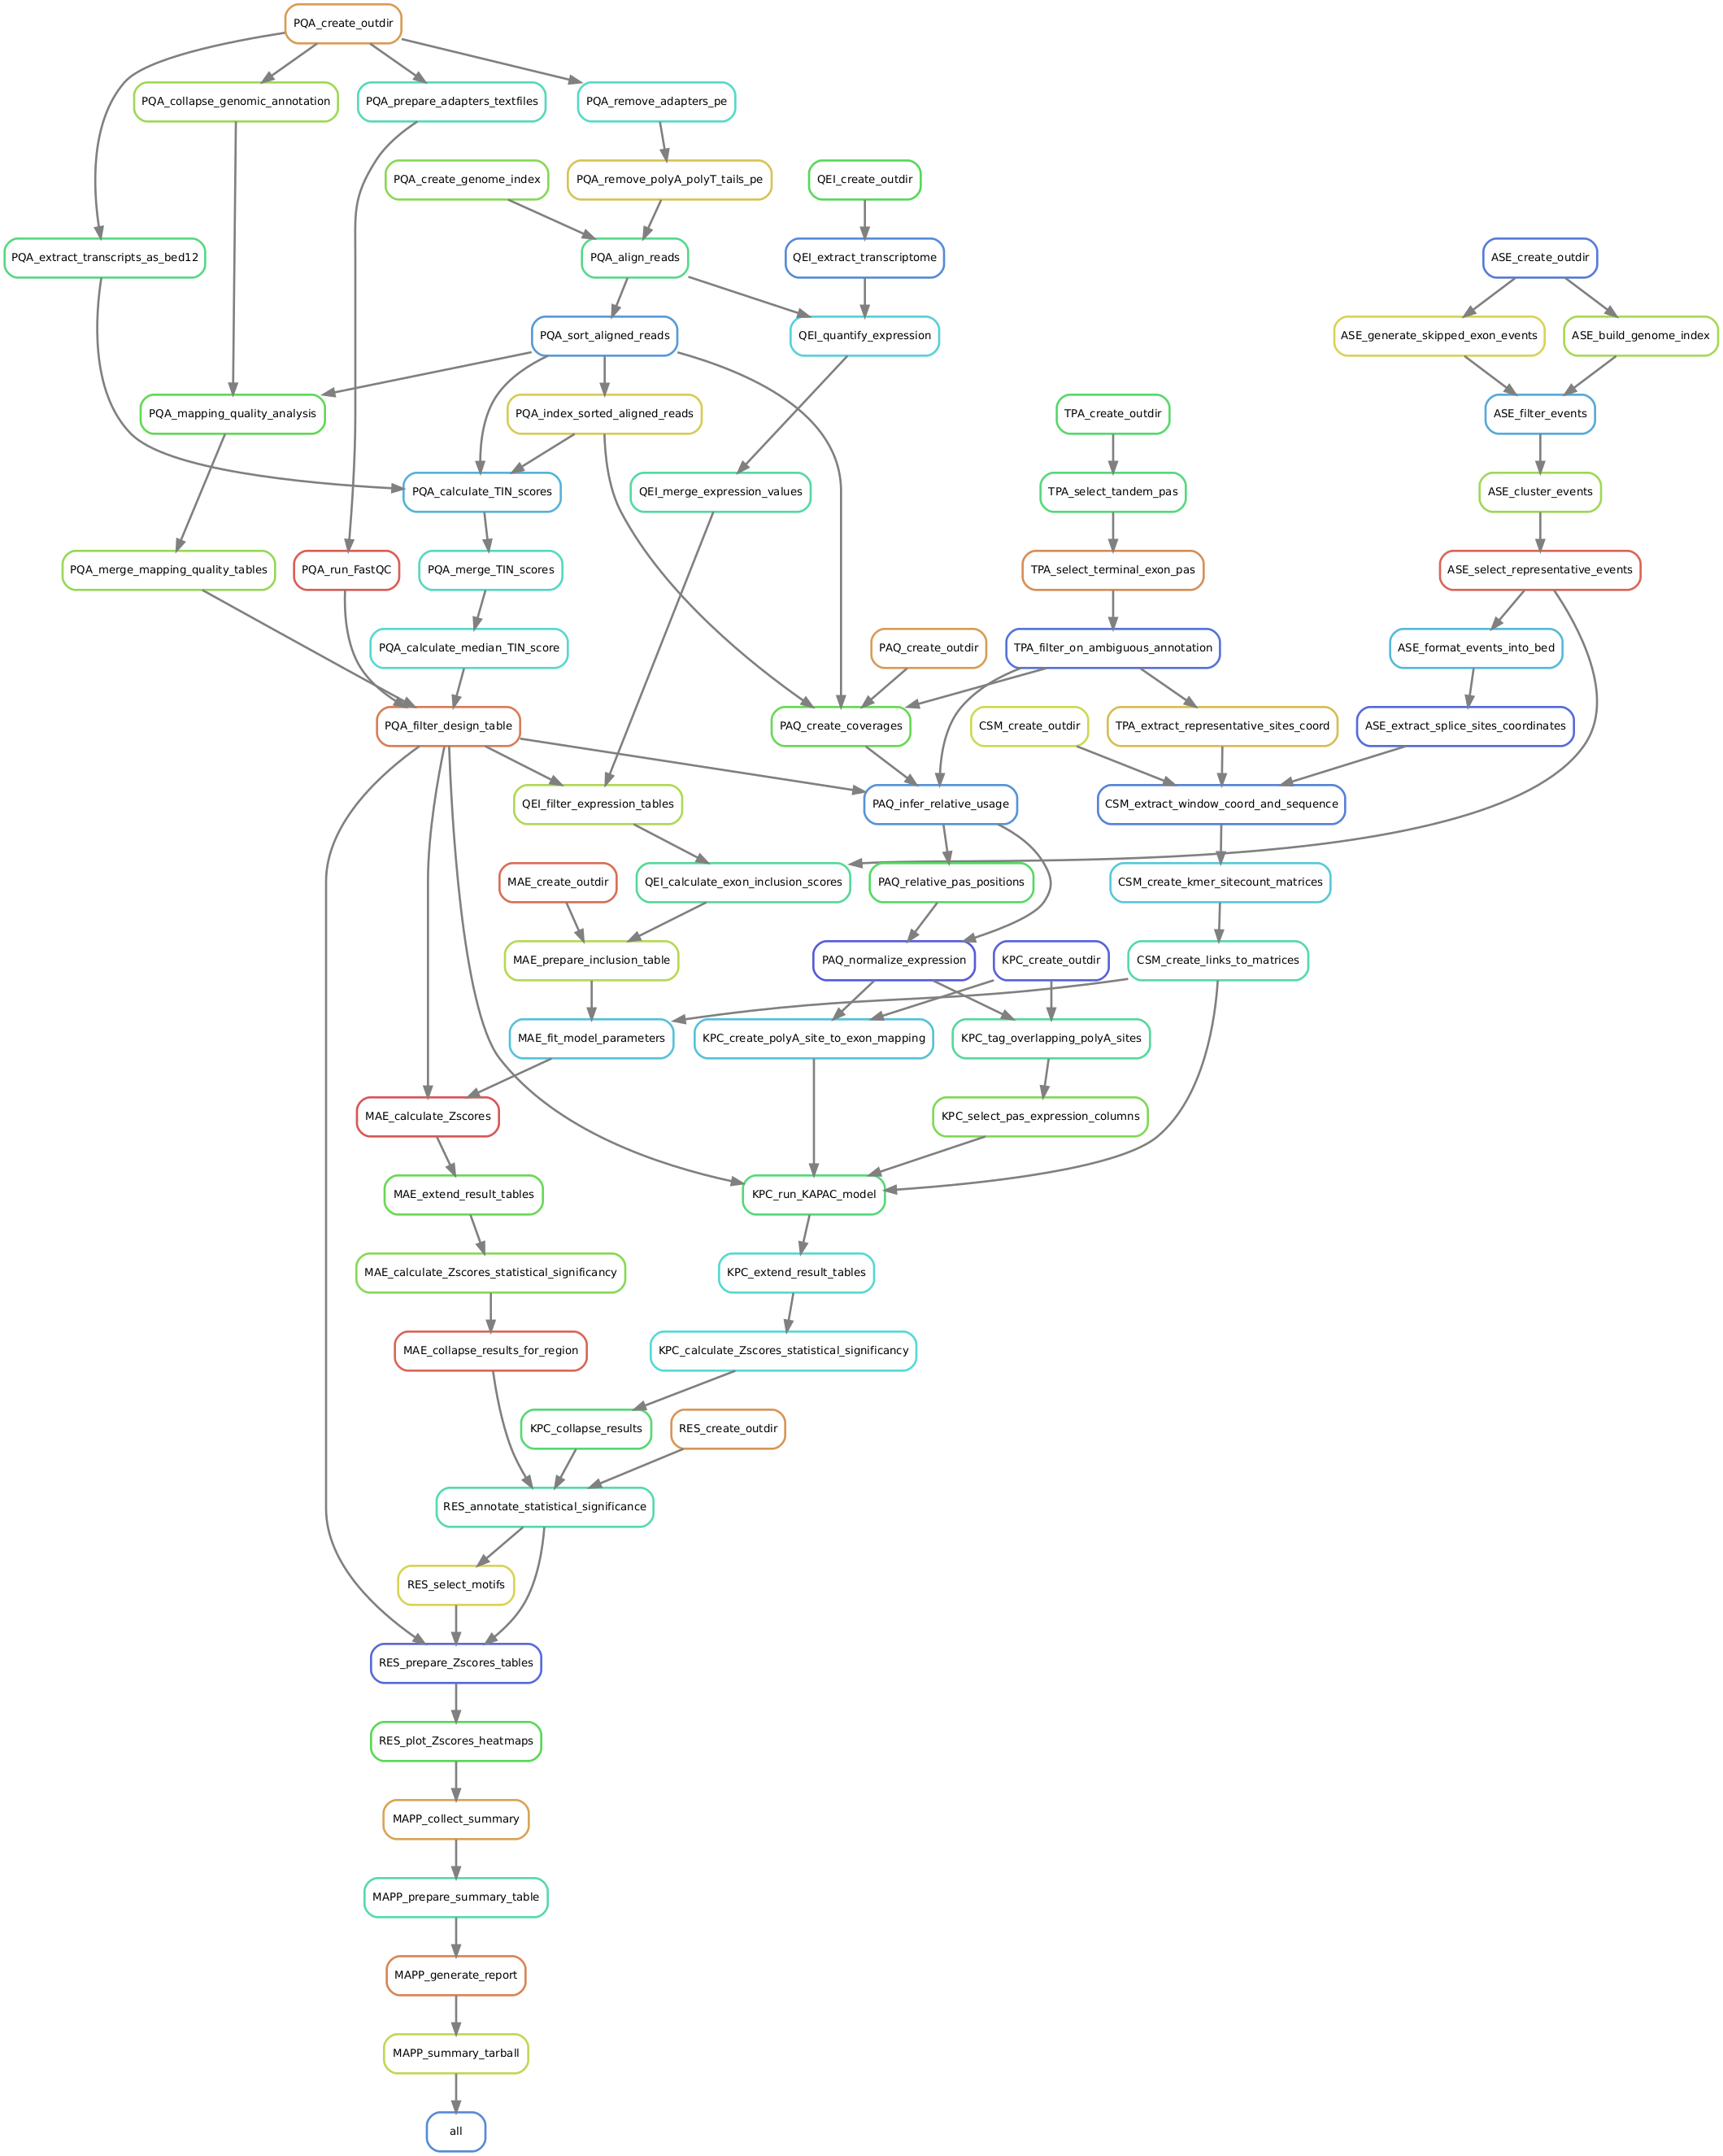 PQA_create_outdir
PQA_collapse_genomic_annotation
PQA_prepare_adapters_textfiles
PQA_remove_adapters_pe
PQA_create_genome_index
PQA_remove_polyA_polyT_tails_pe
QEI_create_outdir
PQA_extract_transcripts_as_bed12
PQA_align_reads
QEI_extract_transcriptome
ASE_create_outdir
PQA_sort_aligned_reads
QEI_quantify_expression
ASE_generate_skipped_exon_events
ASE_build_genome_index
PQA_mapping_quality_analysis
PQA_index_sorted_aligned_reads
TPA_create_outdir
ASE_filter_events
PQA_calculate_TIN_scores
QEI_merge_expression_values
TPA_select_tandem_pas
ASE_cluster_events
PQA_merge_mapping_quality_tables
PQA_run_FastQC
PQA_merge_TIN_scores
TPA_select_terminal_exon_pas
ASE_select_representative_events
PQA_calculate_median_TIN_score
PAQ_create_outdir
TPA_filter_on_ambiguous_annotation
ASE_format_events_into_bed
PQA_filter_design_table
PAQ_create_coverages
CSM_create_outdir
TPA_extract_representative_sites_coord
ASE_extract_splice_sites_coordinates
QEI_filter_expression_tables
PAQ_infer_relative_usage
CSM_extract_window_coord_and_sequence
MAE_create_outdir
QEI_calculate_exon_inclusion_scores
PAQ_relative_pas_positions
CSM_create_kmer_sitecount_matrices
MAE_prepare_inclusion_table
PAQ_normalize_expression
KPC_create_outdir
CSM_create_links_to_matrices
MAE_fit_model_parameters
KPC_create_polyA_site_to_exon_mapping
KPC_tag_overlapping_polyA_sites
MAE_calculate_Zscores
KPC_select_pas_expression_columns
MAE_extend_result_tables
KPC_run_KAPAC_model
MAE_calculate_Zscores_statistical_significancy
KPC_extend_result_tables
MAE_collapse_results_for_region
KPC_calculate_Zscores_statistical_significancy
KPC_collapse_results
RES_create_outdir
RES_annotate_statistical_significance
RES_select_motifs
RES_prepare_Zscores_tables
RES_plot_Zscores_heatmaps
MAPP_collect_summary
MAPP_prepare_summary_table
MAPP_generate_report
MAPP_summary_tarball
all